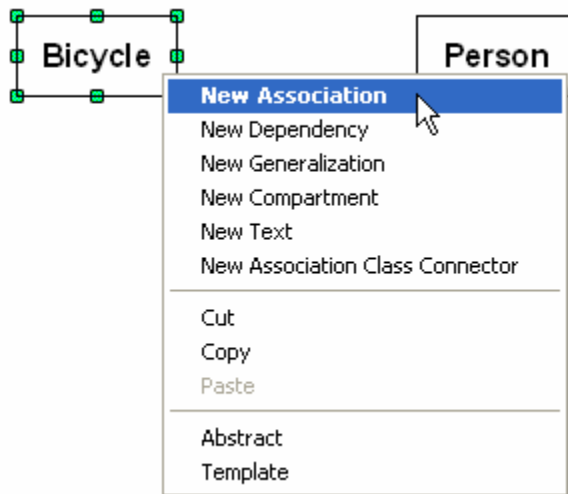 Bicycle
Person
New Association
New Dependency
New Generalization
New Compartment
New Text
New Association Class Connector
Cut
Copy
Paste
Abstract
Template